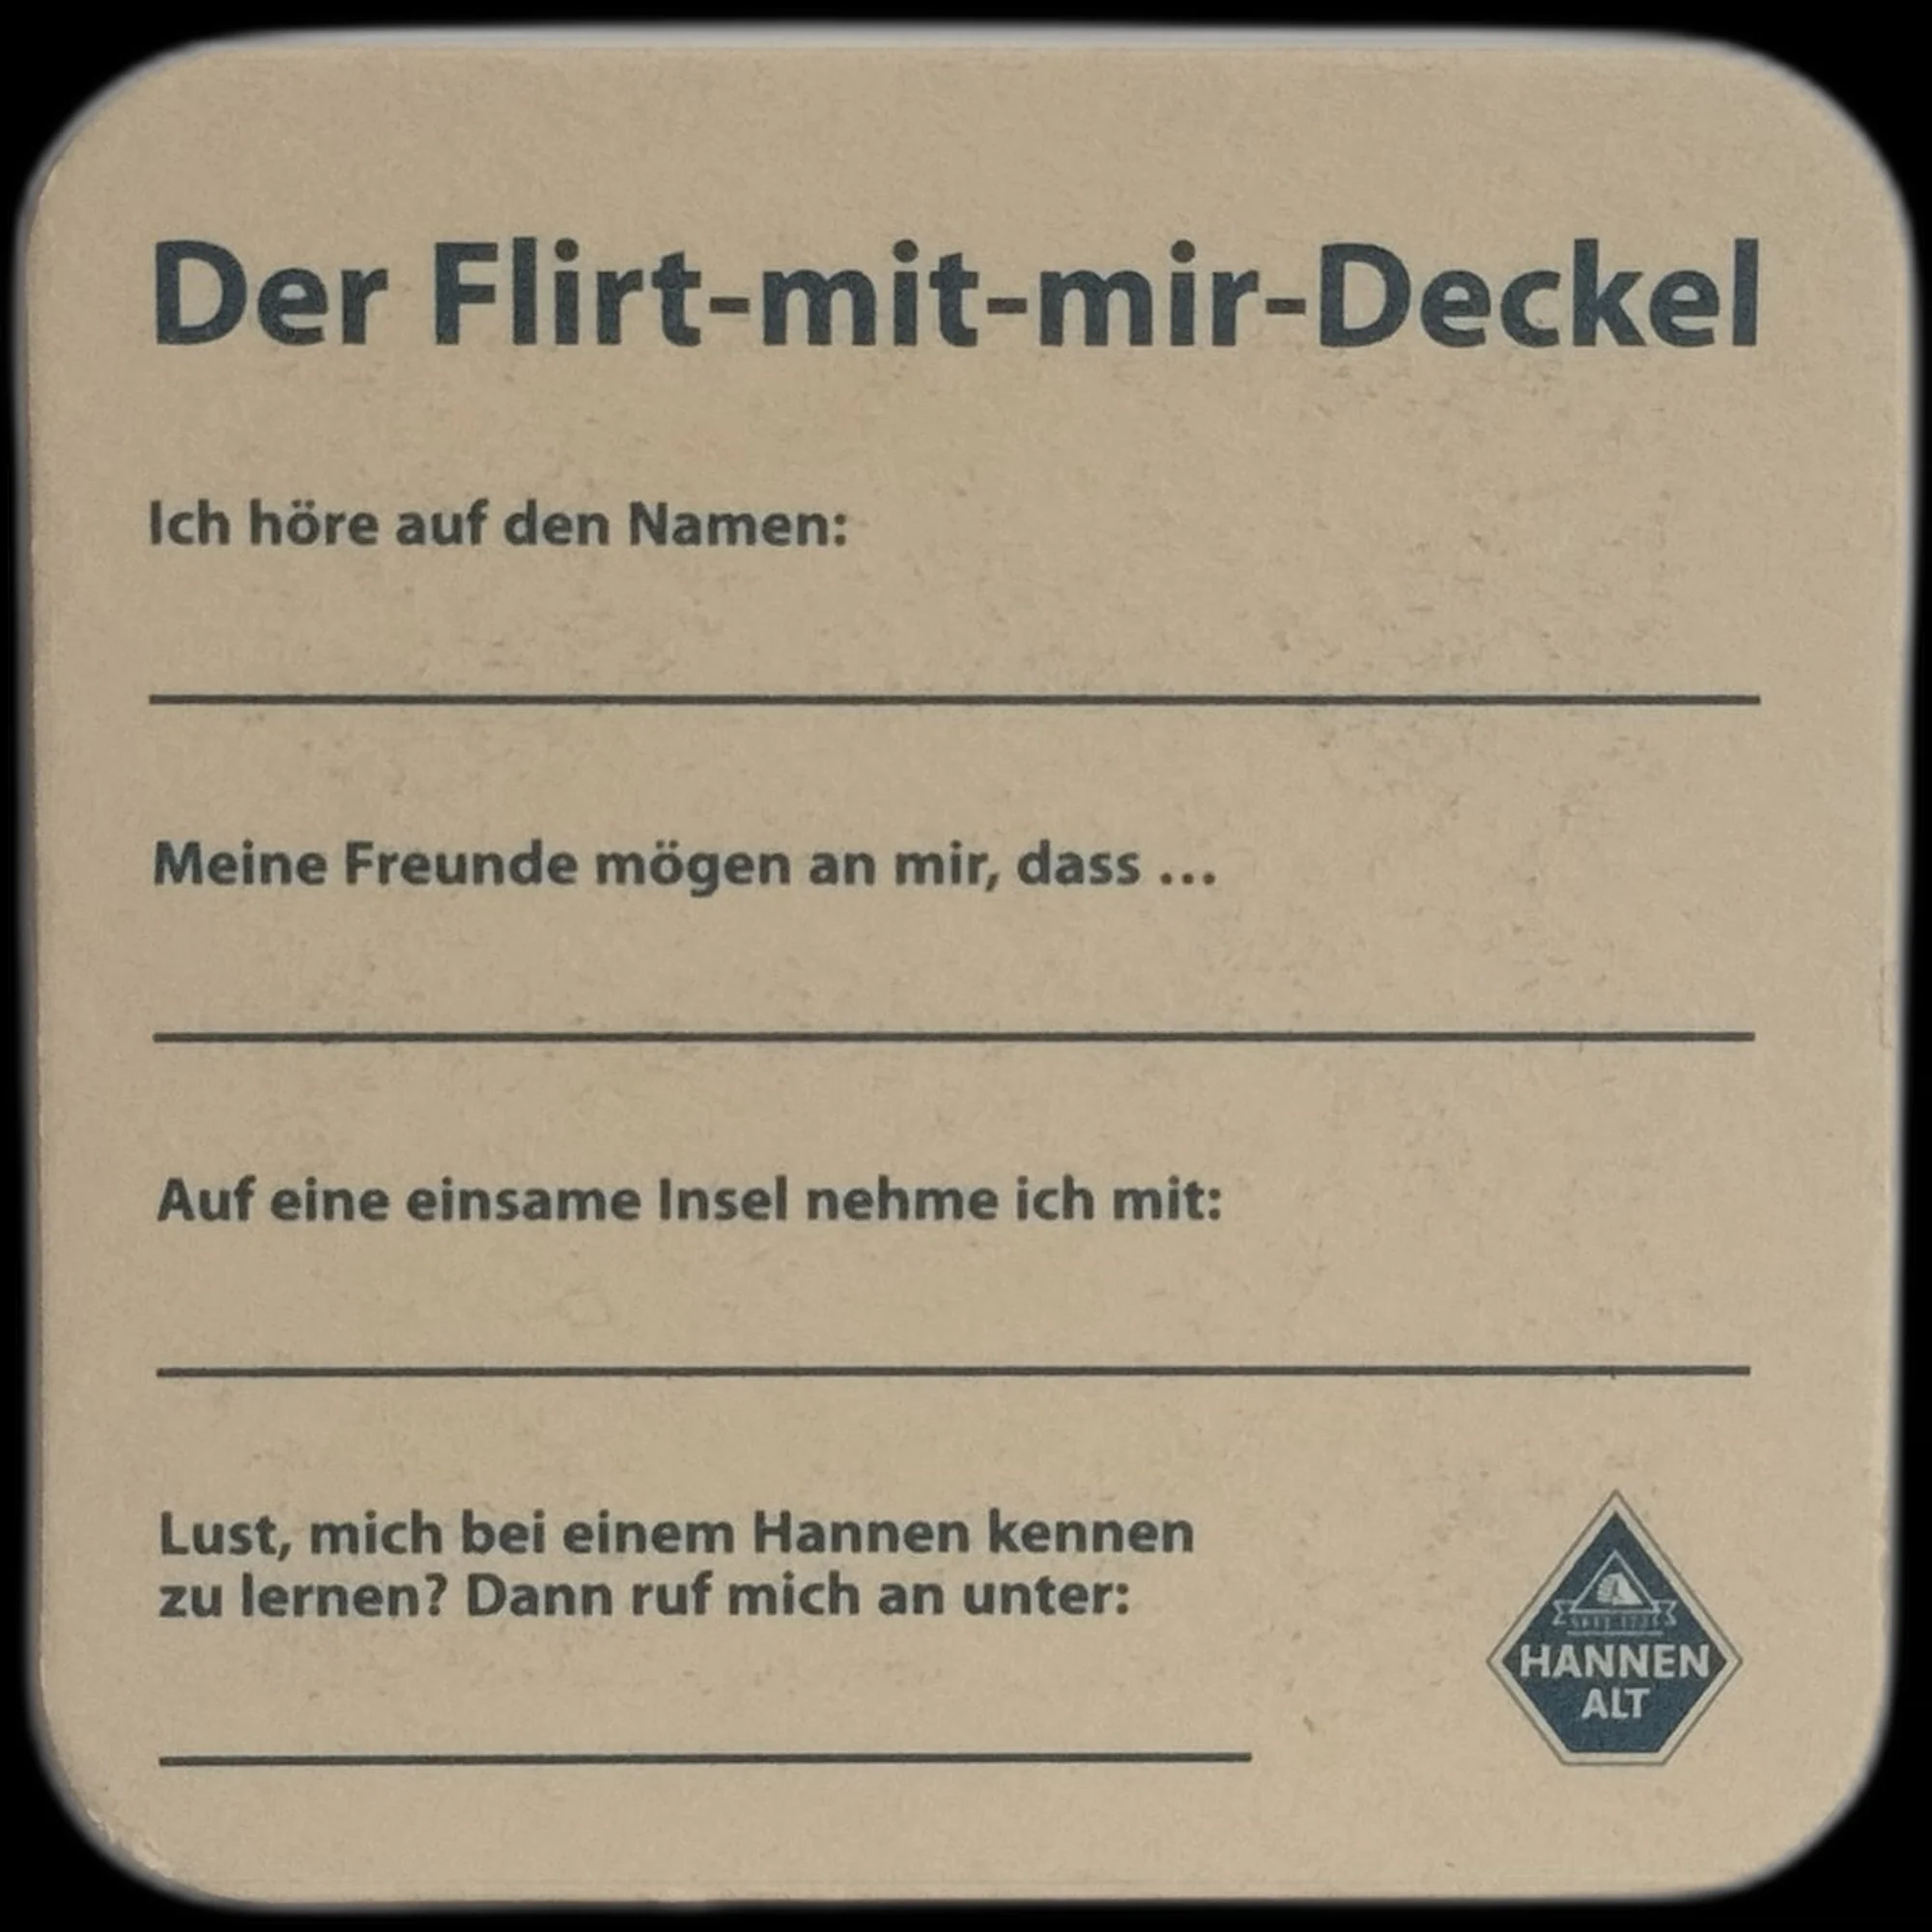 Der Flirt-mit-mir-Deckel
Ich höre auf den Namen:
Meine Freunde mögen an mir, dass ...
Auf eine einsame Insel nehme ich mit:
Lust, mich bei einem Hannen kennen
zu lernen? Dann ruf mich an unter:
HANNEN
ALT